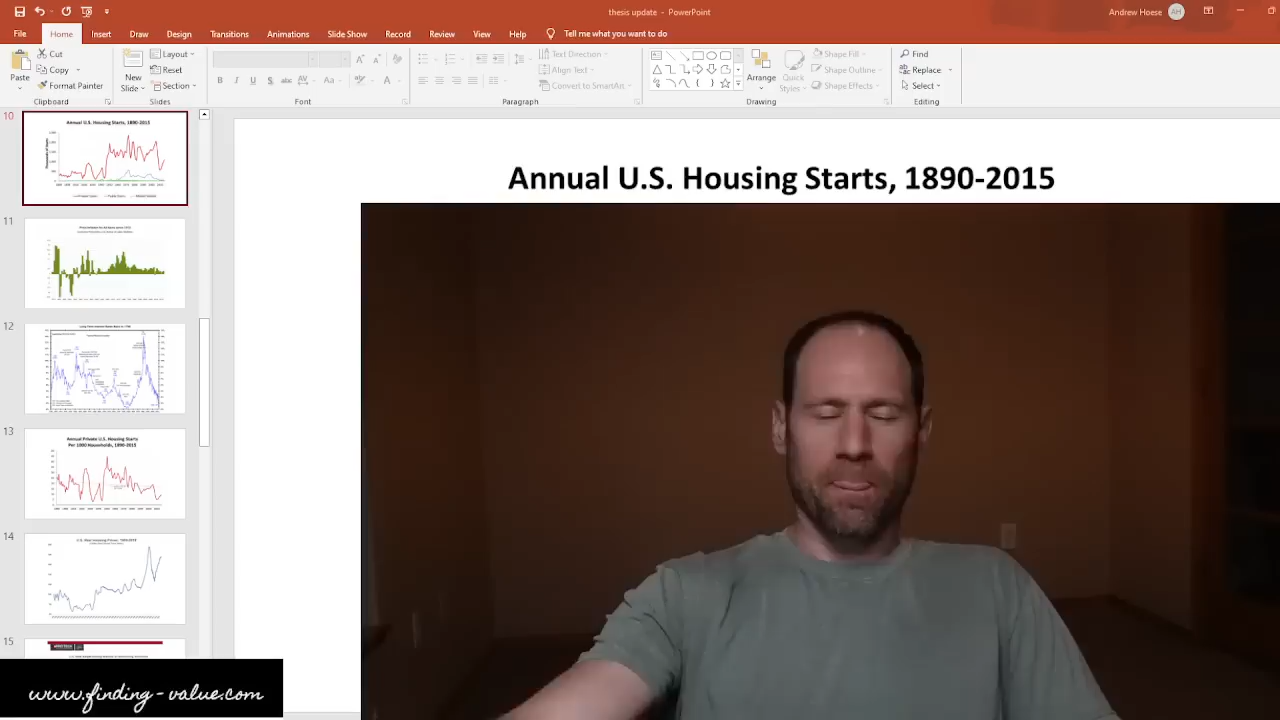 thesis update - PowerPoint
Andrew Hoese AH
File Home Insert Draw Design Transitions Animations Slide Show Record Review View Help Tell me what you want to do
Paste
Cut
Copy
Format Painter
Clipboard
New
Slide
Layout
Reset
Section
Slides
B I U S abc AV Aa A
Font
Text Direction
Align Text
Convert to SmartArt
Paragraph
Arrange
Quick
Styles
Shape Fill
Shape Outline
Shape Effects
Drawing
Find
Replace
Select
Editing
10
Annual U.S. Housing Starts, 1890-2015
11
12
13
Annual Private U.S. Housing Starts
Per 1000 Households, 1890-2015
14
15
Annual U.S. Housing Starts, 1890-2015
www.finding-value.com